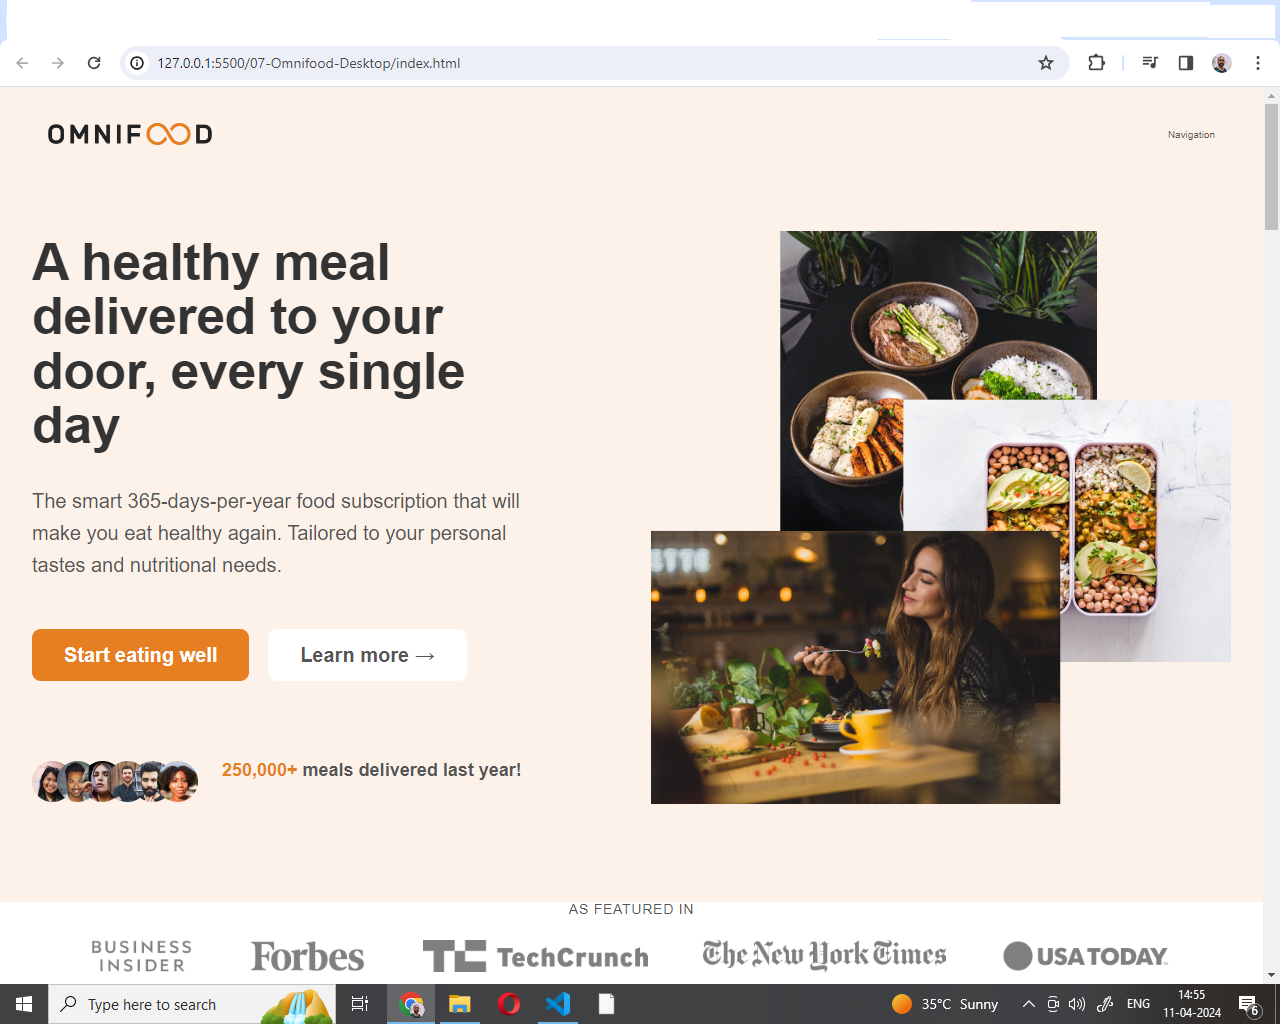 127.0.0.1:5500/07-Omnifood-Desktop/index.html
OMNIFOOD
Navigation
A healthy meal
delivered to your
door, every single
day
The smart 365-days-per-year food subscription that will
make you eat healthy again. Tailored to your personal
tastes and nutritional needs.
Start eating well
Learn more →
250,000+ meals delivered last year!
AS FEATURED IN
BUSINESS
INSIDER
Forbes
TC TechCrunch
The New York Times
USA TODAY
Type here to search
35°C Sunny
ENG
14:55
11-04-2024
6